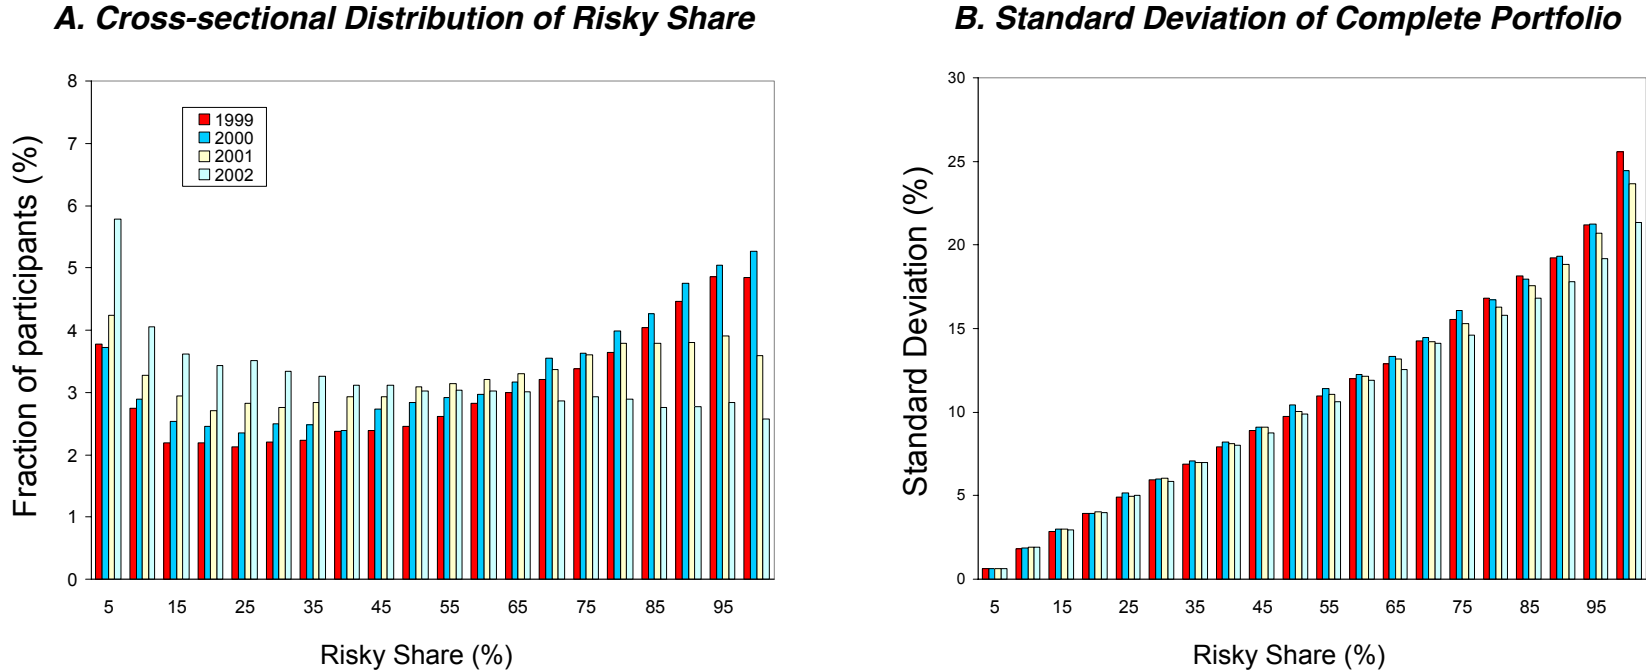 A. Cross-sectional Distribution of Risky Share
8
7
6
5
4
3
2
1
0
Fraction of participants (%)
1999
2000
2001
2002
5 15 25 35 45 55 65 75 85 95
Risky Share (%)
B. Standard Deviation of Complete Portfolio
30
25
20
15
10
5
0
Standard Deviation (%)
5 15 25 35 45 55 65 75 85 95
Risky Share (%)